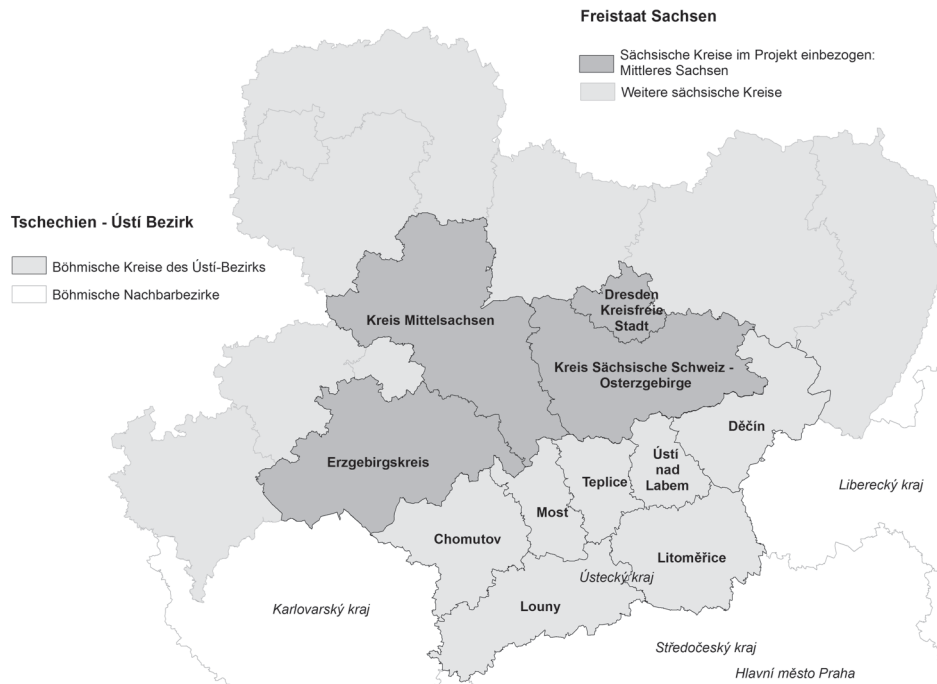 Freistaat Sachsen
Sächsische Kreise im Projekt einbezogen:
Mittleres Sachsen
Weitere sächsische Kreise
Tschechien - Ústí Bezirk
Böhmische Kreise des Ústí-Bezirks
Böhmische Nachbarbezirke
Dresden
Kreisfreie
Stadt
Kreis Mittelsachsen
Kreis Sächsische Schweiz -
Osterzgebirge
Erzgebirgskreis
Děčín
Ústí
nad
Labem
Teplice
Liberecký kraj
Most
Chomutov
Litoměřice
Ústecký kraj
Louny
Karlovarský kraj
Středočeský kraj
Hlavní město Praha